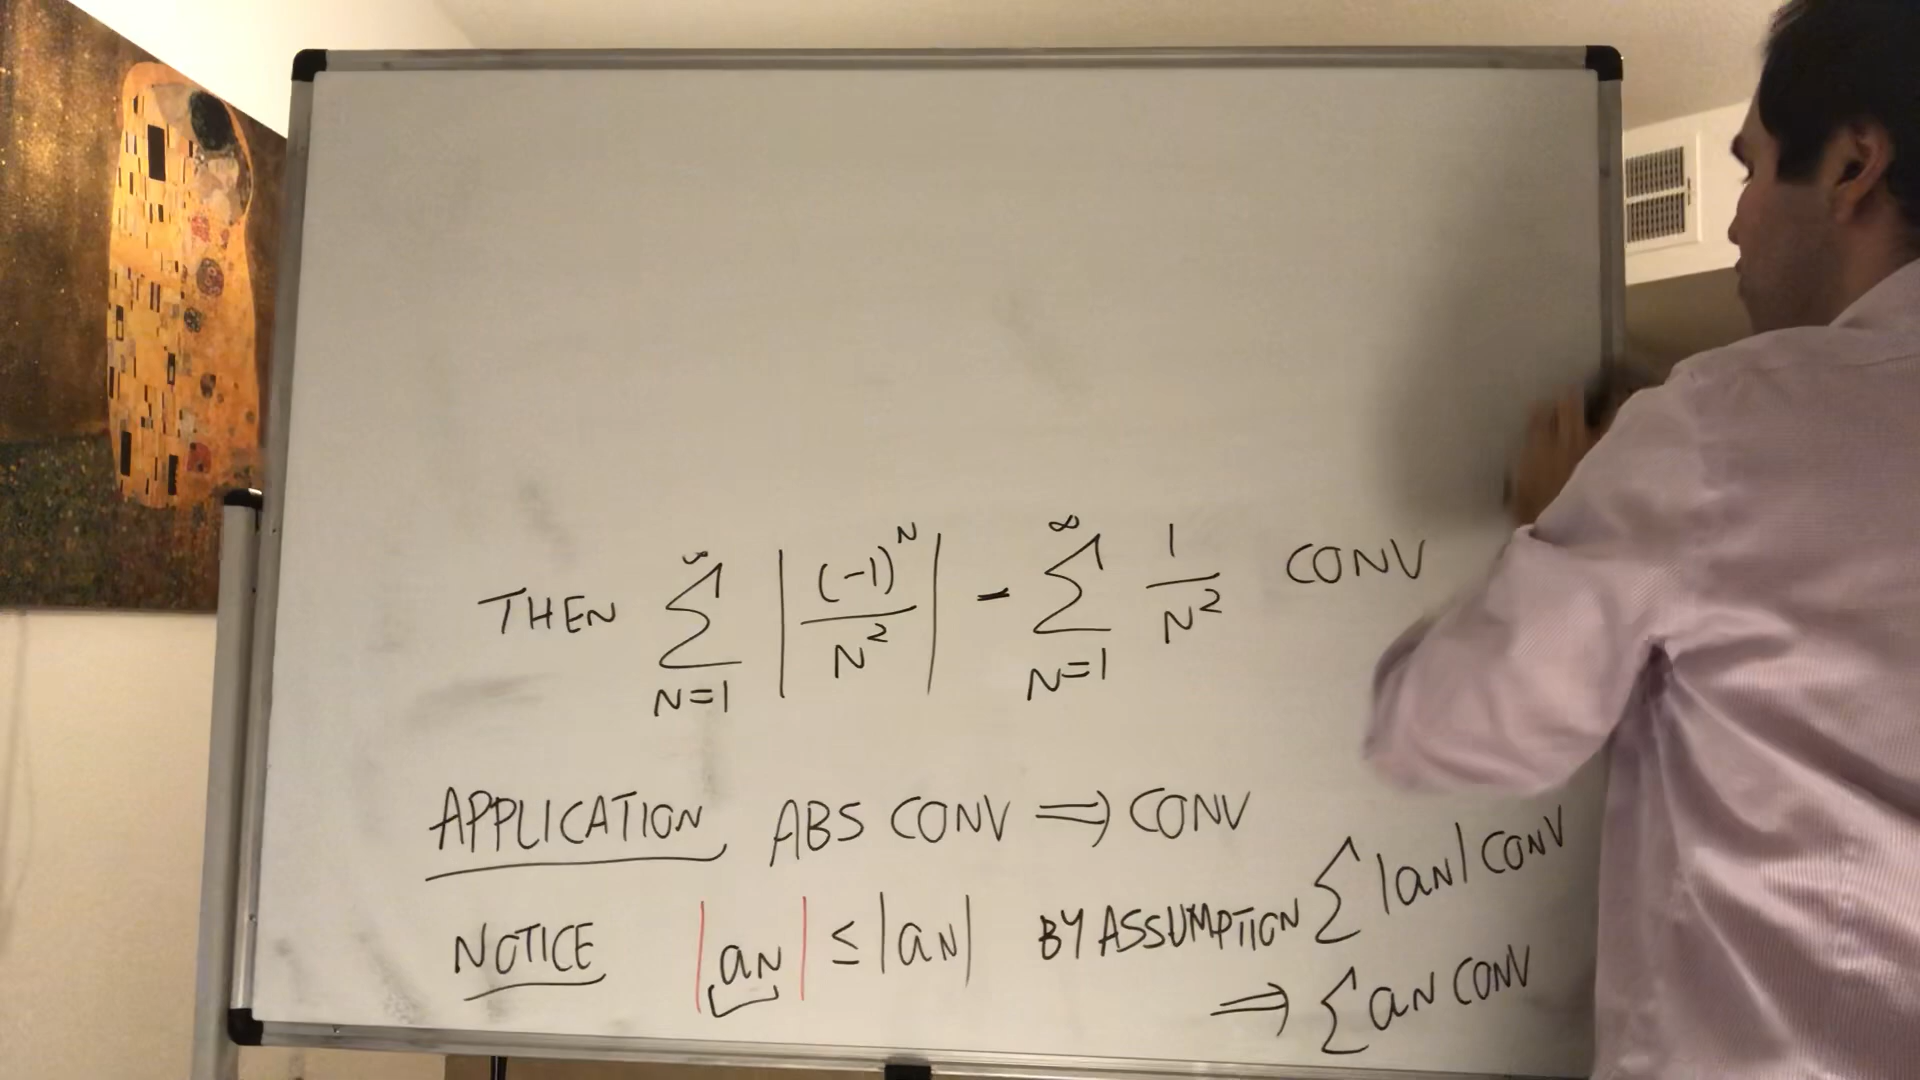 THEN ∑_{N=1}^{∞} |(-1)^N / N^2| - ∑_{N=1}^{∞} 1 / N^2 CONV
APPLICATION ABS CONV ⇒ CONV
NOTICE |aN| ≤ |aN| BY ASSUMPTION ∑ |aN| CONV
⇒ ∑ aN CONV